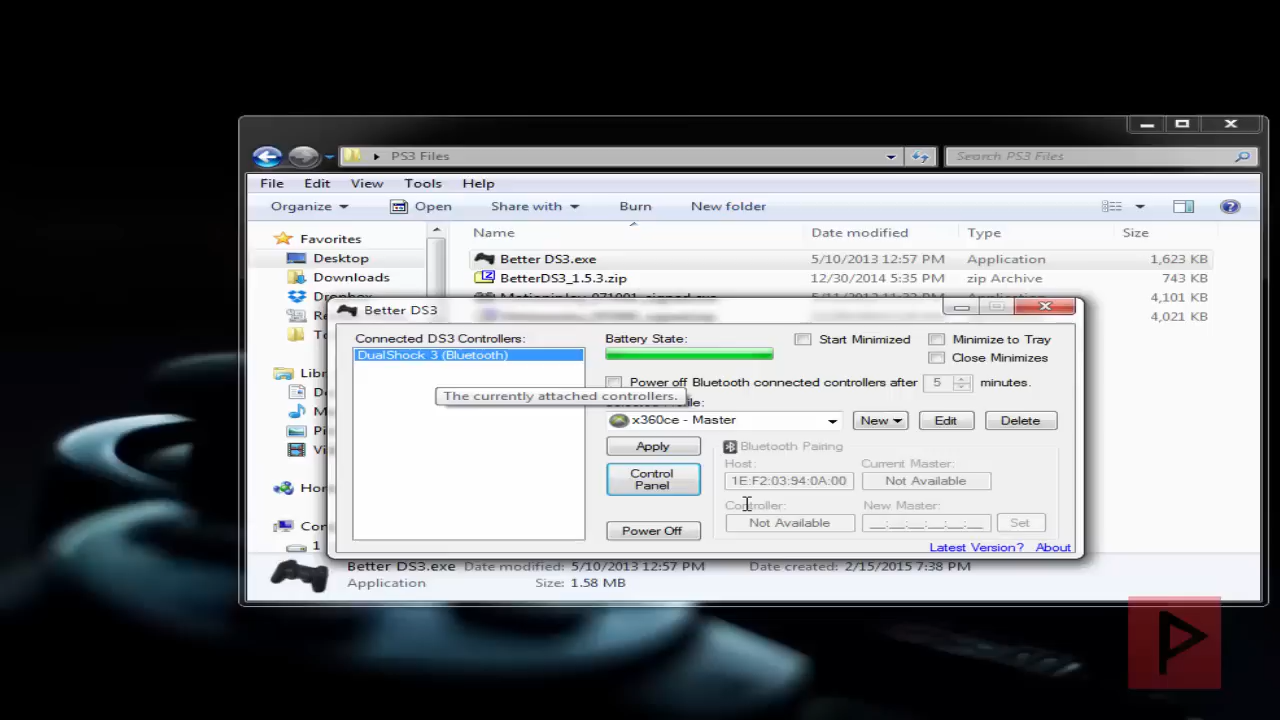 PS3 Files
Search PS3 Files
File Edit View Tools Help
Organize Open Share with Burn New folder
Name Date modified Type Size
Favorites
Desktop
Downloads
Dropbox
Better DS3.exe 5/10/2013 12:57 PM Application 1,623 KB
BetterDS3_1.5.3.zip 12/30/2014 5:35 PM zip Archive 743 KB
4,101 KB
4,021 KB
Better DS3
Connected DS3 Controllers:
DualShock 3 (Bluetooth)
The currently attached controllers.
Battery State:
Start Minimized
Minimize to Tray
Close Minimizes
Power off Bluetooth connected controllers after 5 minutes.
x360ce - Master
New Edit Delete
Apply
Control
Panel
Power Off
Bluetooth Pairing
Host: Current Master:
1E:F2:03:94:0A:00 Not Available
Controller: New Master:
Not Available __:__:__:__:__:__ Set
Latest Version? About
Better DS3.exe Date modified: 5/10/2013 12:57 PM Date created: 2/15/2015 7:38 PM
Application Size: 1.58 MB